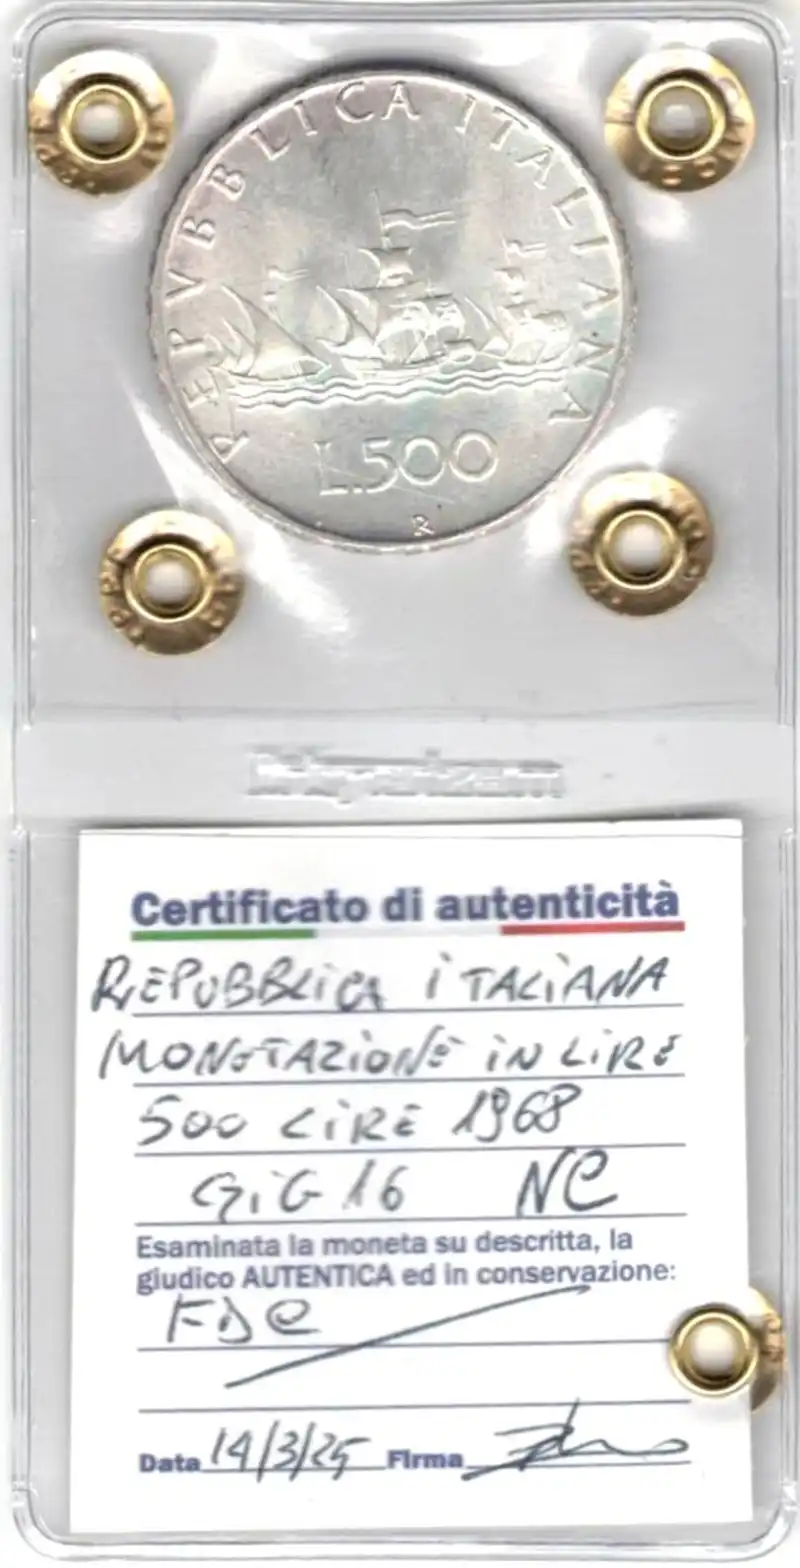 REPVBBLICA ITALIANA
L.500
R
Certificato di autenticità
REPUBBLICA ITALIANA
MONETAZIONE IN LIRE
500 LIRE 1968
GIG 16 NC
Esaminata la moneta su descritta, la
giudico AUTENTICA ed in conservazione:
FDC
Data 14/3/25 Firma